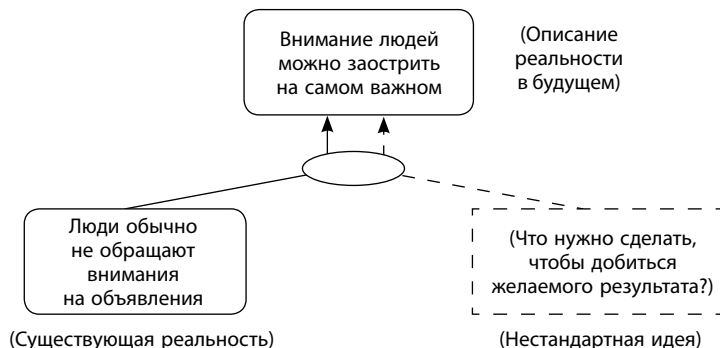 Внимание людей
можно заострить
на самом важном
(Описание
реальности
в будущем)
Люди обычно
не обращают
внимания
на объявления
(Что нужно сделать,
чтобы добиться
желаемого результата?)
(Существующая реальность)
(Нестандартная идея)